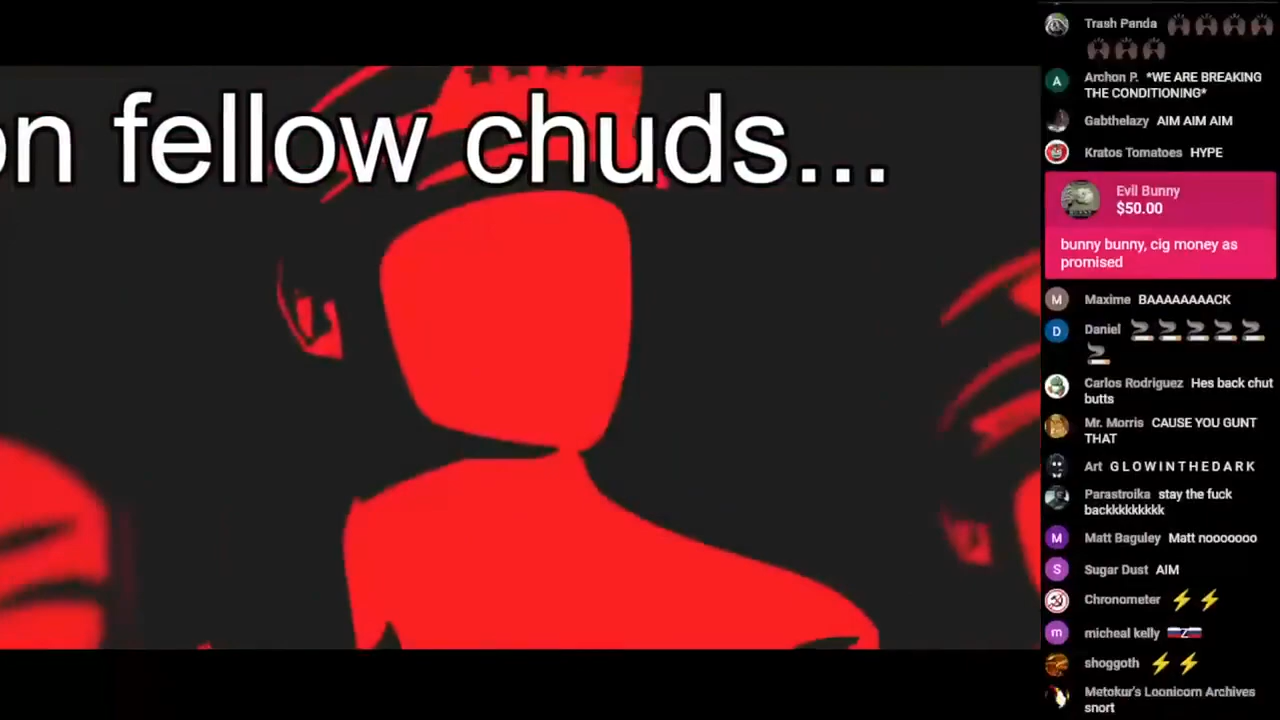 on fellow chuds...
Trash Panda
Archon P. *WE ARE BREAKING
THE CONDITIONING*
Gabthelazy AIM AIM AIM
Kratos Tomatoes HYPE
Evil Bunny
$50.00
bunny bunny, cig money as
promised
Maxime BAAAAAAAACK
Daniel
Carlos Rodriguez Hes back chut
butts
Mr. Morris CAUSE YOU GUNT
THAT
Art G L O W I N T H E D A R K
Parastroika stay the fuck
backkkkkkkkk
Matt Baguley Matt nooooooo
Sugar Dust AIM
Chronometer ⚡ ⚡
micheal kelly Z
shoggoth ⚡ ⚡
Metokur's Loonicorn Archives
snort
A
M
D
M
S
m